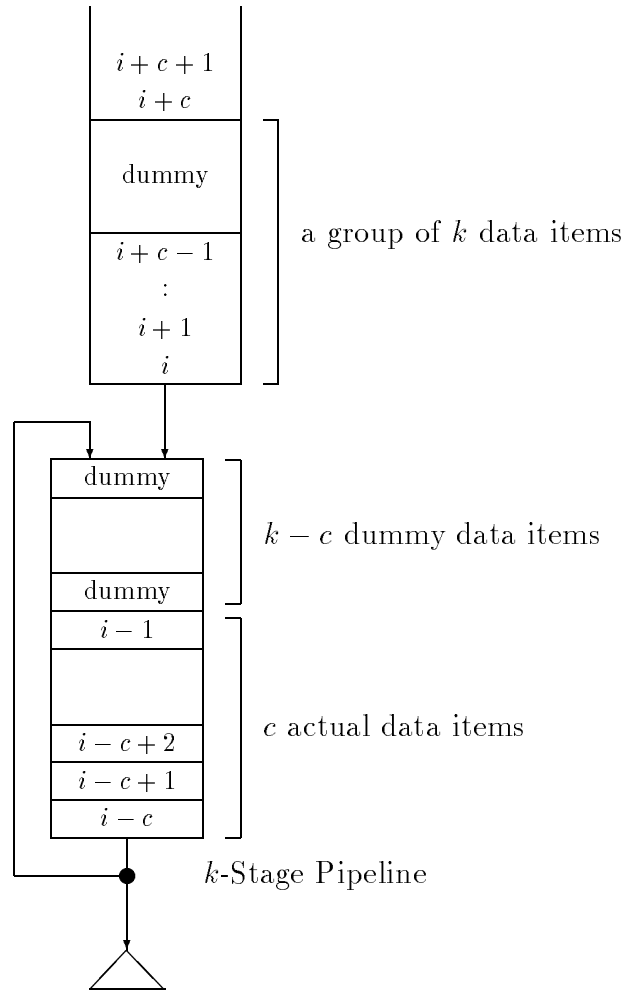 i + c + 1
i + c
dummy
a group of k data items
i + c − 1
:
i + 1
i
dummy
k − c dummy data items
dummy
i − 1
c actual data items
i − c + 2
i − c + 1
i − c
k-Stage Pipeline